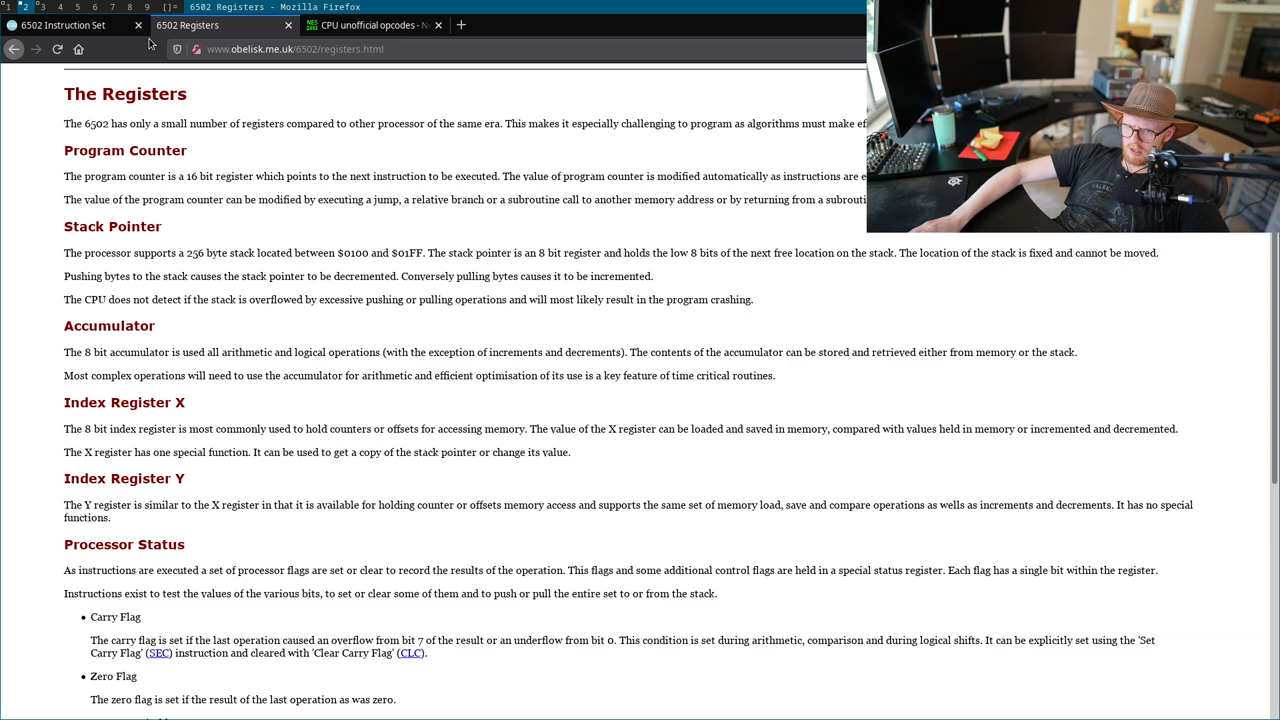 1 2 3 4 5 6 7 8 9 []= 6502 Registers - Mozilla Firefox
6502 Instruction Set 6502 Registers CPU unofficial opcodes - Ne
www.obelisk.me.uk/6502/registers.html
The Registers
The 6502 has only a small number of registers compared to other processor of the same era. This makes it especially challenging to program as algorithms must make ef
Program Counter
The program counter is a 16 bit register which points to the next instruction to be executed. The value of program counter is modified automatically as instructions are e
The value of the program counter can be modified by executing a jump, a relative branch or a subroutine call to another memory address or by returning from a subrouti
Stack Pointer
The processor supports a 256 byte stack located between $0100 and $01FF. The stack pointer is an 8 bit register and holds the low 8 bits of the next free location on the stack. The location of the stack is fixed and cannot be moved.
Pushing bytes to the stack causes the stack pointer to be decremented. Conversely pulling bytes causes it to be incremented.
The CPU does not detect if the stack is overflowed by excessive pushing or pulling operations and will most likely result in the program crashing.
Accumulator
The 8 bit accumulator is used all arithmetic and logical operations (with the exception of increments and decrements). The contents of the accumulator can be stored and retrieved either from memory or the stack.
Most complex operations will need to use the accumulator for arithmetic and efficient optimisation of its use is a key feature of time critical routines.
Index Register X
The 8 bit index register is most commonly used to hold counters or offsets for accessing memory. The value of the X register can be loaded and saved in memory, compared with values held in memory or incremented and decremented.
The X register has one special function. It can be used to get a copy of the stack pointer or change its value.
Index Register Y
The Y register is similar to the X register in that it is available for holding counter or offsets memory access and supports the same set of memory load, save and compare operations as wells as increments and decrements. It has no special
functions.
Processor Status
As instructions are executed a set of processor flags are set or clear to record the results of the operation. This flags and some additional control flags are held in a special status register. Each flag has a single bit within the register.
Instructions exist to test the values of the various bits, to set or clear some of them and to push or pull the entire set to or from the stack.
• Carry Flag
The carry flag is set if the last operation caused an overflow from bit 7 of the result or an underflow from bit 0. This condition is set during arithmetic, comparison and during logical shifts. It can be explicitly set using the 'Set
Carry Flag' (SEC) instruction and cleared with 'Clear Carry Flag' (CLC).
• Zero Flag
The zero flag is set if the result of the last operation as was zero.